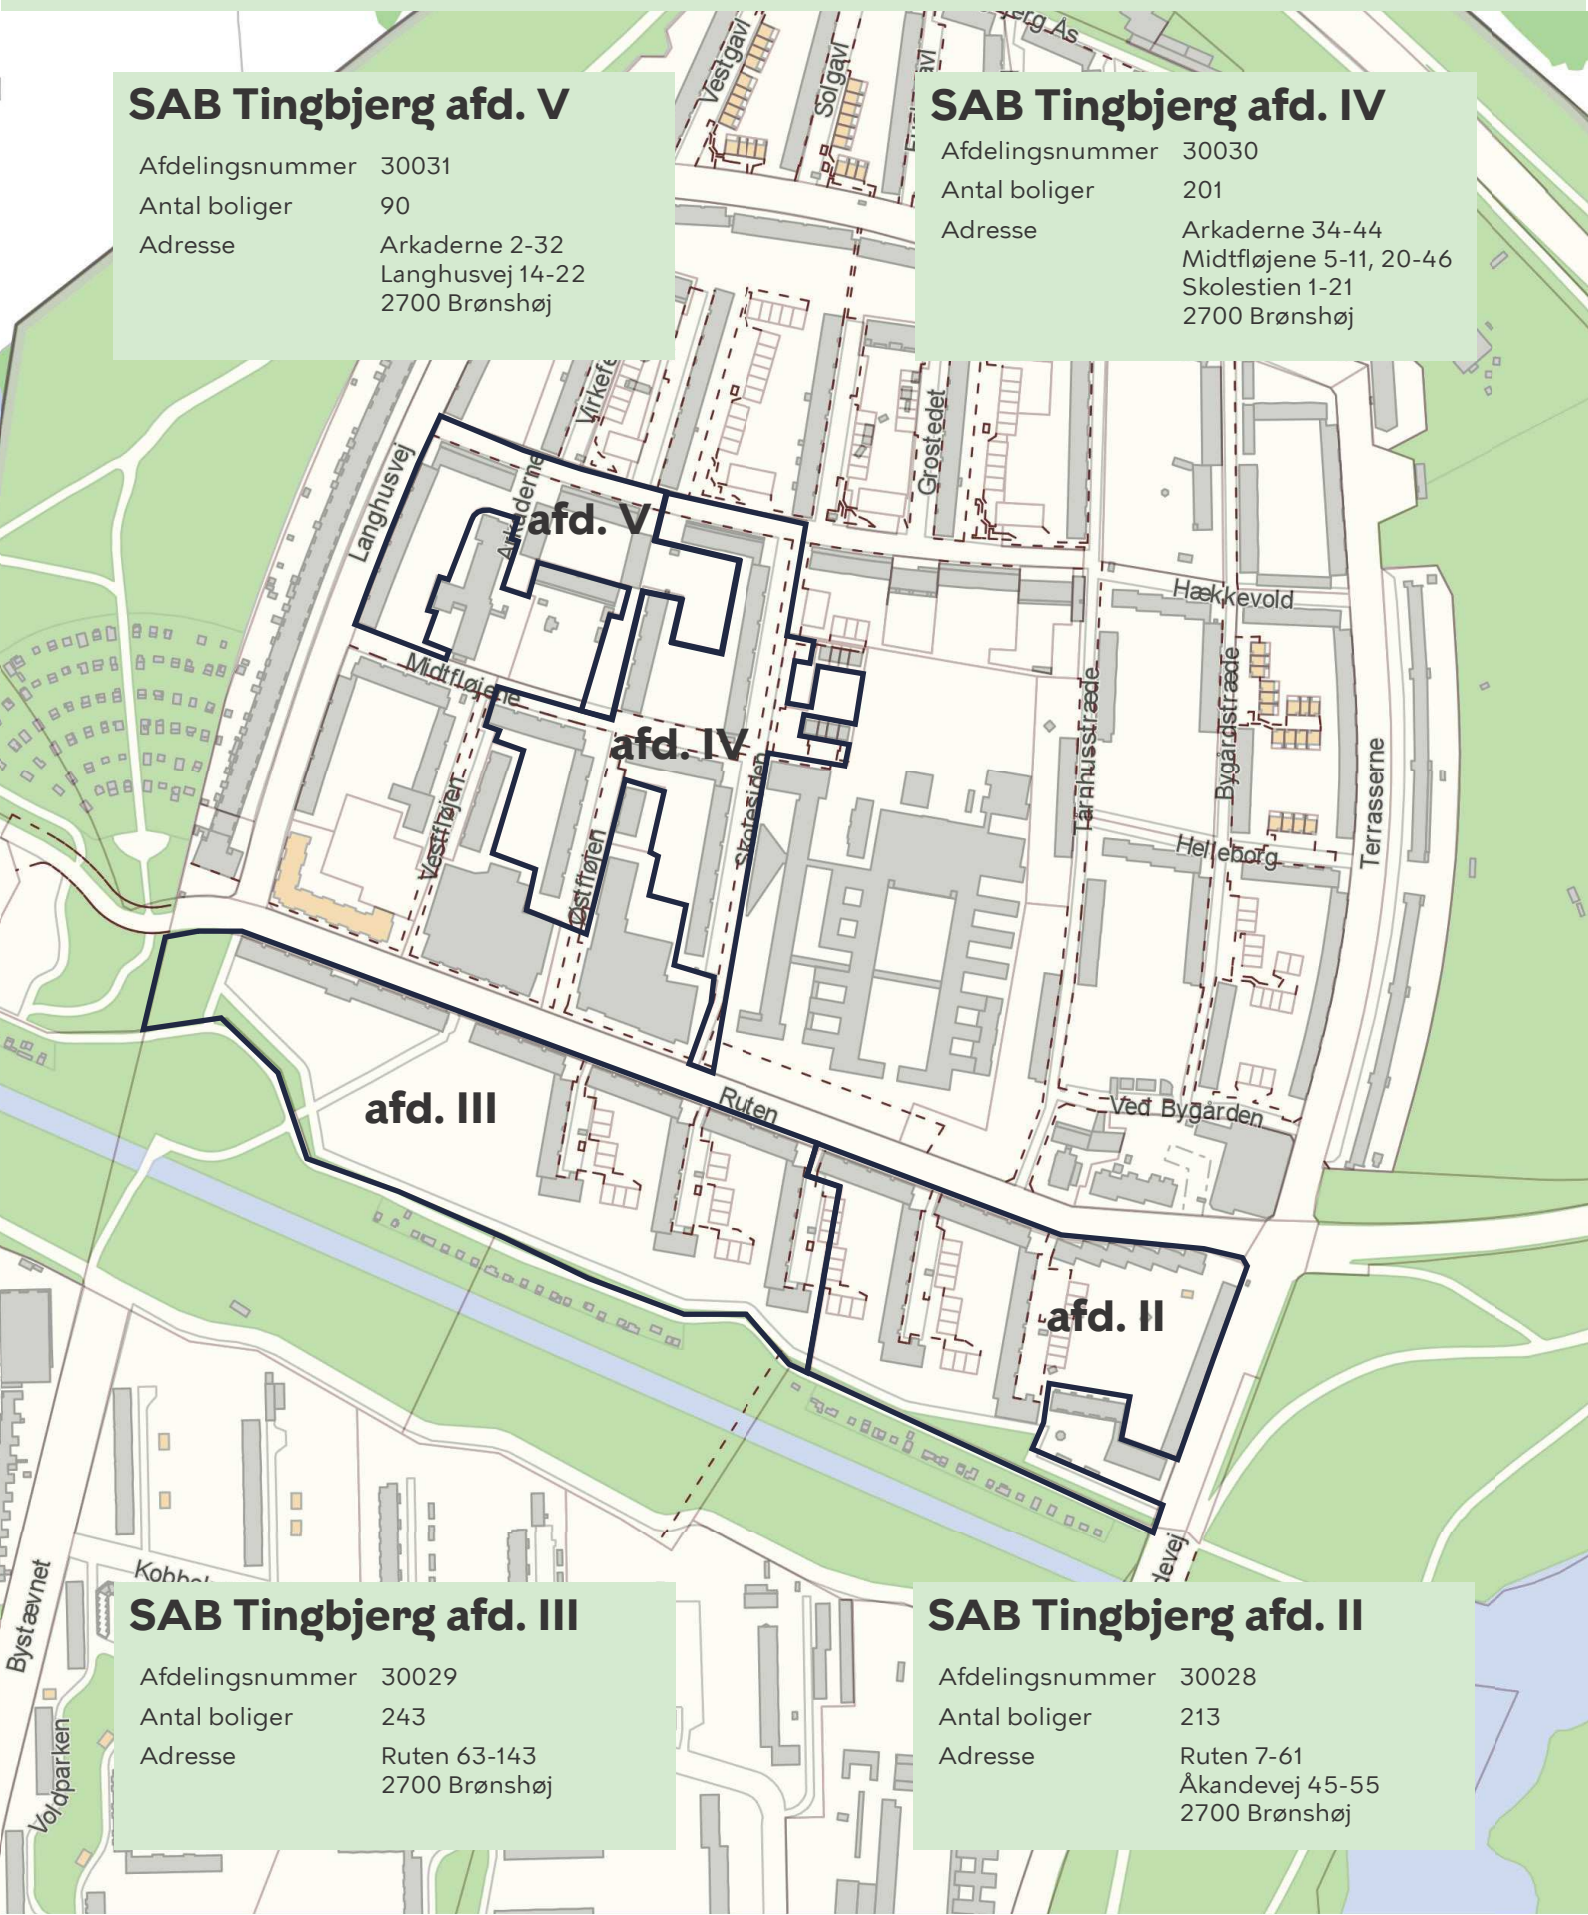 SAB Tingbjerg afd. V
Afdelingsnummer 30031
Antal boliger 90
Adresse Arkaderne 2-32
Langhusvej 14-22
2700 Brønshøj
SAB Tingbjerg afd. IV
Afdelingsnummer 30030
Antal boliger 201
Adresse Arkaderne 34-44
Midtfløjene 5-11, 20-46
Skolestien 1-21
2700 Brønshøj
Vestgavl
Solgavl
Langhusvej
Arkaderne
Grostedet
afd. V
Hækkevold
Midtfløjene
afd. IV
Vestfløjen
Østfløjen
Skolesiden
Tårnhusstræde
Bygårdstræde
Terrasserne
Helleborg
afd. III
Ruten
Ved Bygården
afd. II
Bystævnet
Voldparken
SAB Tingbjerg afd. III
Afdelingsnummer 30029
Antal boliger 243
Adresse Ruten 63-143
2700 Brønshøj
SAB Tingbjerg afd. II
Afdelingsnummer 30028
Antal boliger 213
Adresse Ruten 7-61
Åkandevej 45-55
2700 Brønshøj